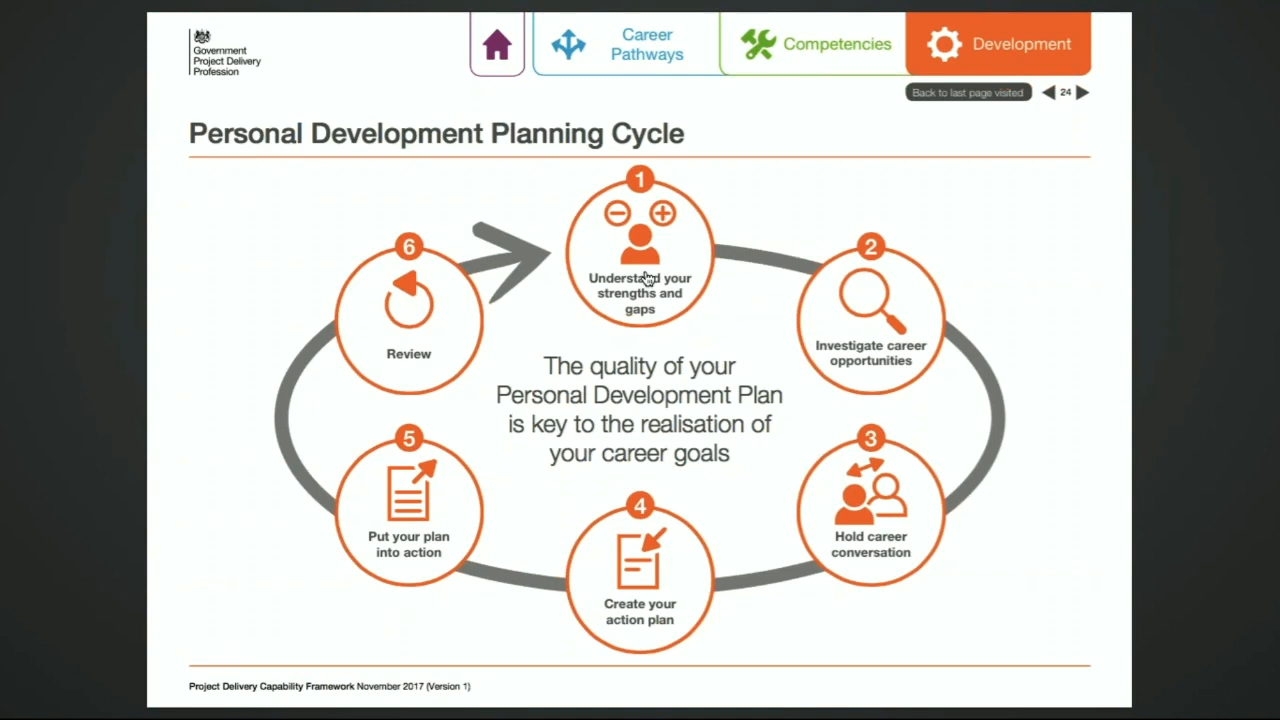 Government
Project Delivery
Profession
Career
Pathways
Competencies
Development
Back to last page visited
24
Personal Development Planning Cycle
1
Understand your
strengths and
gaps
2
Investigate career
opportunities
3
Hold career
conversation
4
Create your
action plan
5
Put your plan
into action
6
Review
The quality of your
Personal Development Plan
is key to the realisation of
your career goals
Project Delivery Capability Framework November 2017 (Version 1)